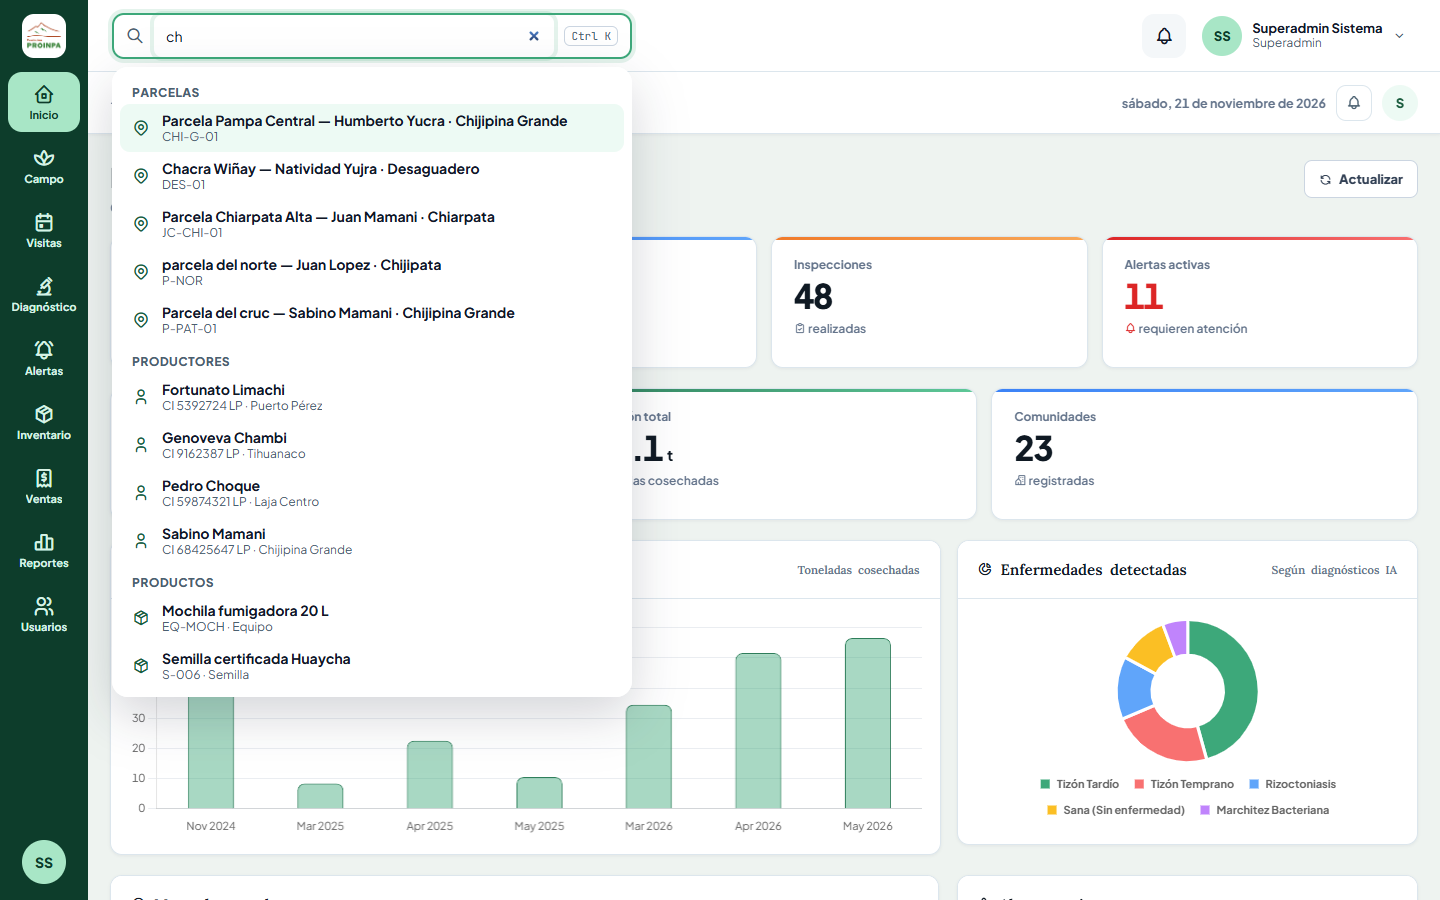 PROINPA
ch
Ctrl K
SS
Superadmin Sistema
Superadmin
Inicio
Campo
Visitas
Diagnóstico
Alertas
Inventario
Ventas
Reportes
Usuarios
SS
sábado, 21 de noviembre de 2026
S
Actualizar
PARCELAS
Parcela Pampa Central — Humberto Yucra · Chijipina Grande
CHI-G-01
Chacra Wiñay — Natividad Yujra · Desaguadero
DES-01
Parcela Chiarpata Alta — Juan Mamani · Chiarpata
JC-CHI-01
parcela del norte — Juan Lopez · Chijipata
P-NOR
Parcela del cruc — Sabino Mamani · Chijipina Grande
P-PAT-01
PRODUCTORES
Fortunato Limachi
CI 5392724 LP · Puerto Pérez
Genoveva Chambi
CI 9162387 LP · Tihuanaco
Pedro Choque
CI 59874321 LP · Laja Centro
Sabino Mamani
CI 68425647 LP · Chijipina Grande
PRODUCTOS
Mochila fumigadora 20 L
EQ-MOCH · Equipo
Semilla certificada Huaycha
S-006 · Semilla
Inspecciones
48
realizadas
Alertas activas
11
requieren atención
ón total
.1 t
as cosechadas
Comunidades
23
registradas
Toneladas cosechadas
30
20
10
0
Nov 2024
Mar 2025
Apr 2025
May 2025
Mar 2026
Apr 2026
May 2026
Enfermedades detectadas
Según diagnósticos IA
Tizón Tardío
Tizón Temprano
Rizoctoniasis
Sana (Sin enfermedad)
Marchitez Bacteriana